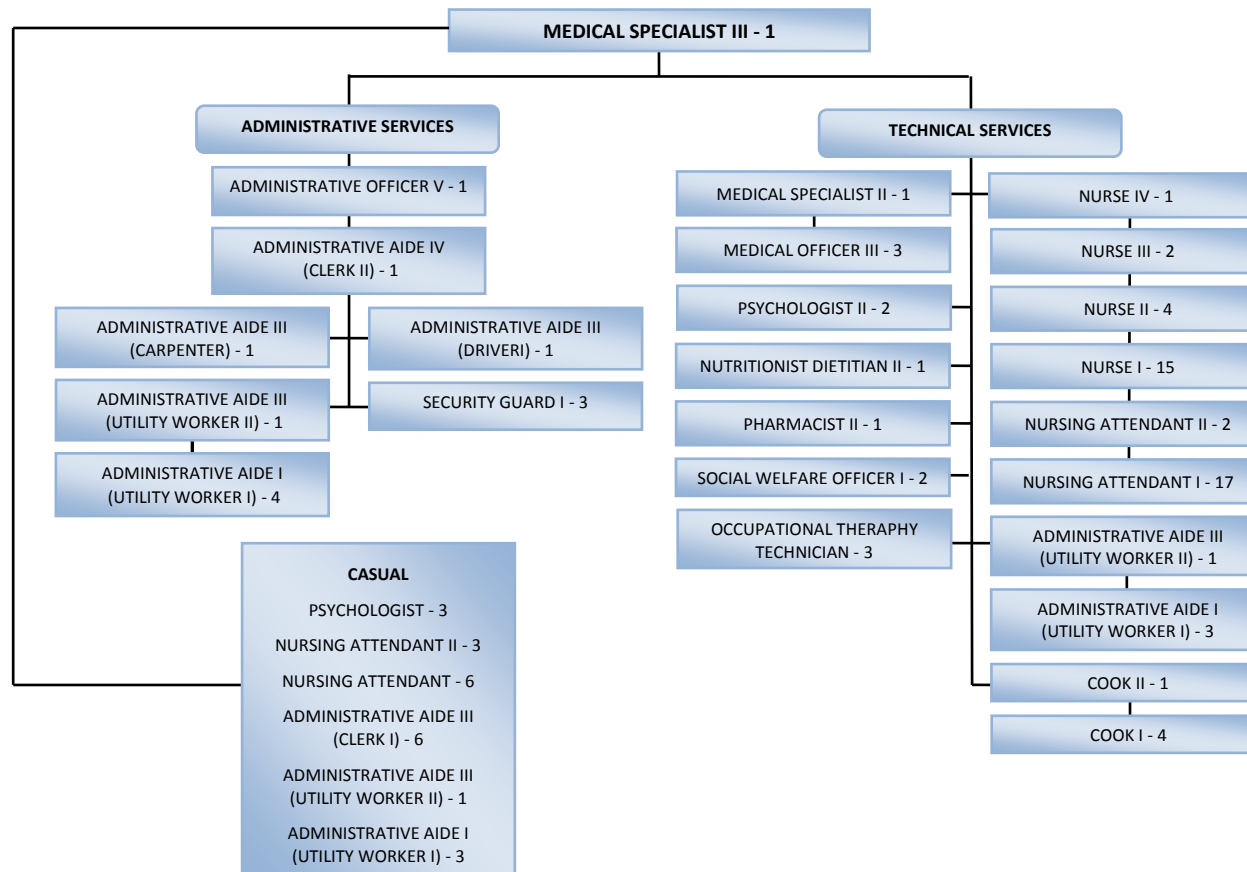 MEDICAL SPECIALIST III - 1
ADMINISTRATIVE SERVICES
ADMINISTRATIVE OFFICER V - 1
ADMINISTRATIVE AIDE IV
(CLERK II) - 1
ADMINISTRATIVE AIDE III
(CARPENTER) - 1
ADMINISTRATIVE AIDE III
(DRIVERI) - 1
ADMINISTRATIVE AIDE III
(UTILITY WORKER II) - 1
SECURITY GUARD I - 3
ADMINISTRATIVE AIDE I
(UTILITY WORKER I) - 4
TECHNICAL SERVICES
MEDICAL SPECIALIST II - 1
MEDICAL OFFICER III - 3
PSYCHOLOGIST II - 2
NUTRITIONIST DIETITIAN II - 1
PHARMACIST II - 1
SOCIAL WELFARE OFFICER I - 2
OCCUPATIONAL THERAPHY
TECHNICIAN - 3
NURSE IV - 1
NURSE III - 2
NURSE II - 4
NURSE I - 15
NURSING ATTENDANT II - 2
NURSING ATTENDANT I - 17
ADMINISTRATIVE AIDE III
(UTILITY WORKER II) - 1
ADMINISTRATIVE AIDE I
(UTILITY WORKER I) - 3
COOK II - 1
COOK I - 4
CASUAL
PSYCHOLOGIST - 3
NURSING ATTENDANT II - 3
NURSING ATTENDANT - 6
ADMINISTRATIVE AIDE III
(CLERK I) - 6
ADMINISTRATIVE AIDE III
(UTILITY WORKER II) - 1
ADMINISTRATIVE AIDE I
(UTILITY WORKER I) - 3